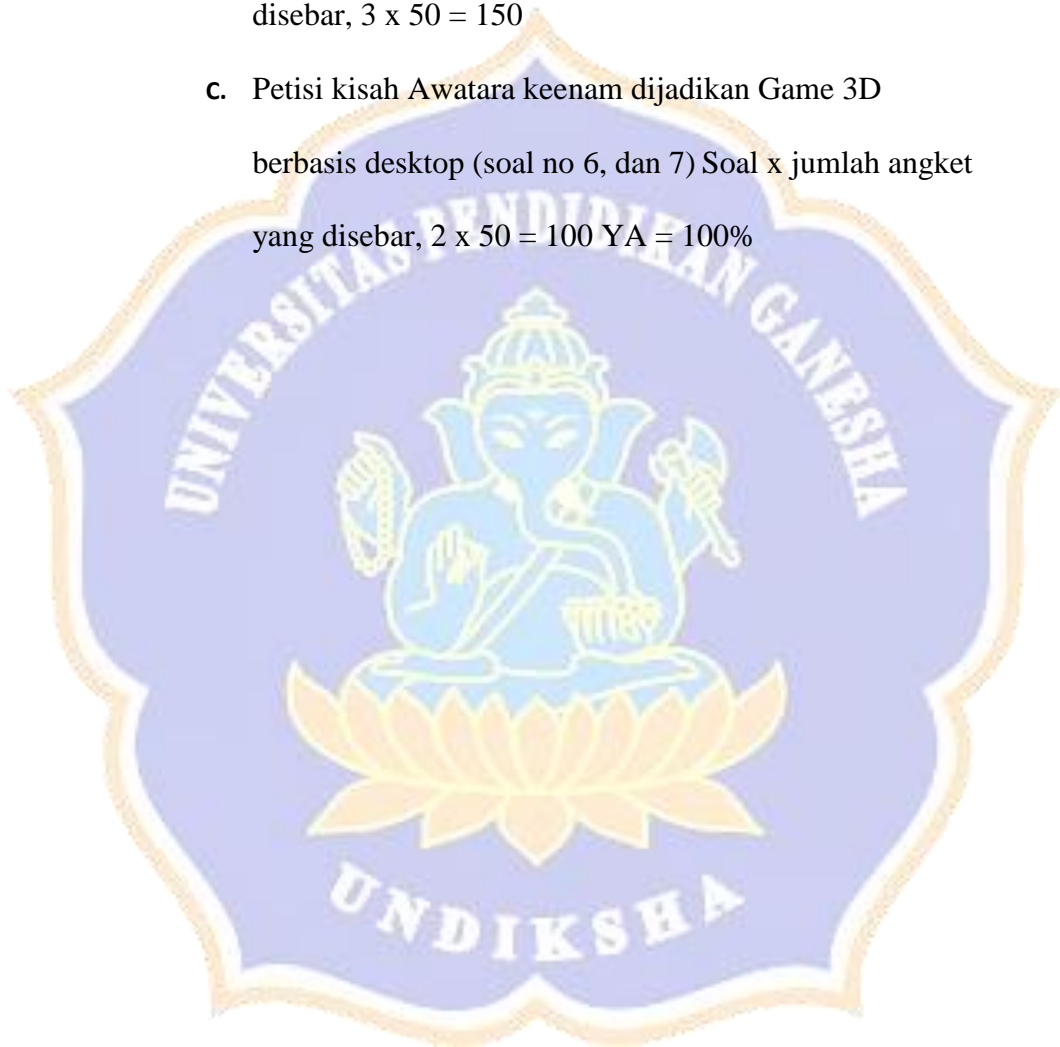 disebar, 3 x 50 = 150
c. Petisi kisah Awatara keenam dijadikan Game 3D
berbasis desktop (soal no 6, dan 7) Soal x jumlah angket
yang disebar, 2 x 50 = 100 YA = 100%
UNIVERSITAS PENDIDIKAN GANESHA
UNDIKSHA